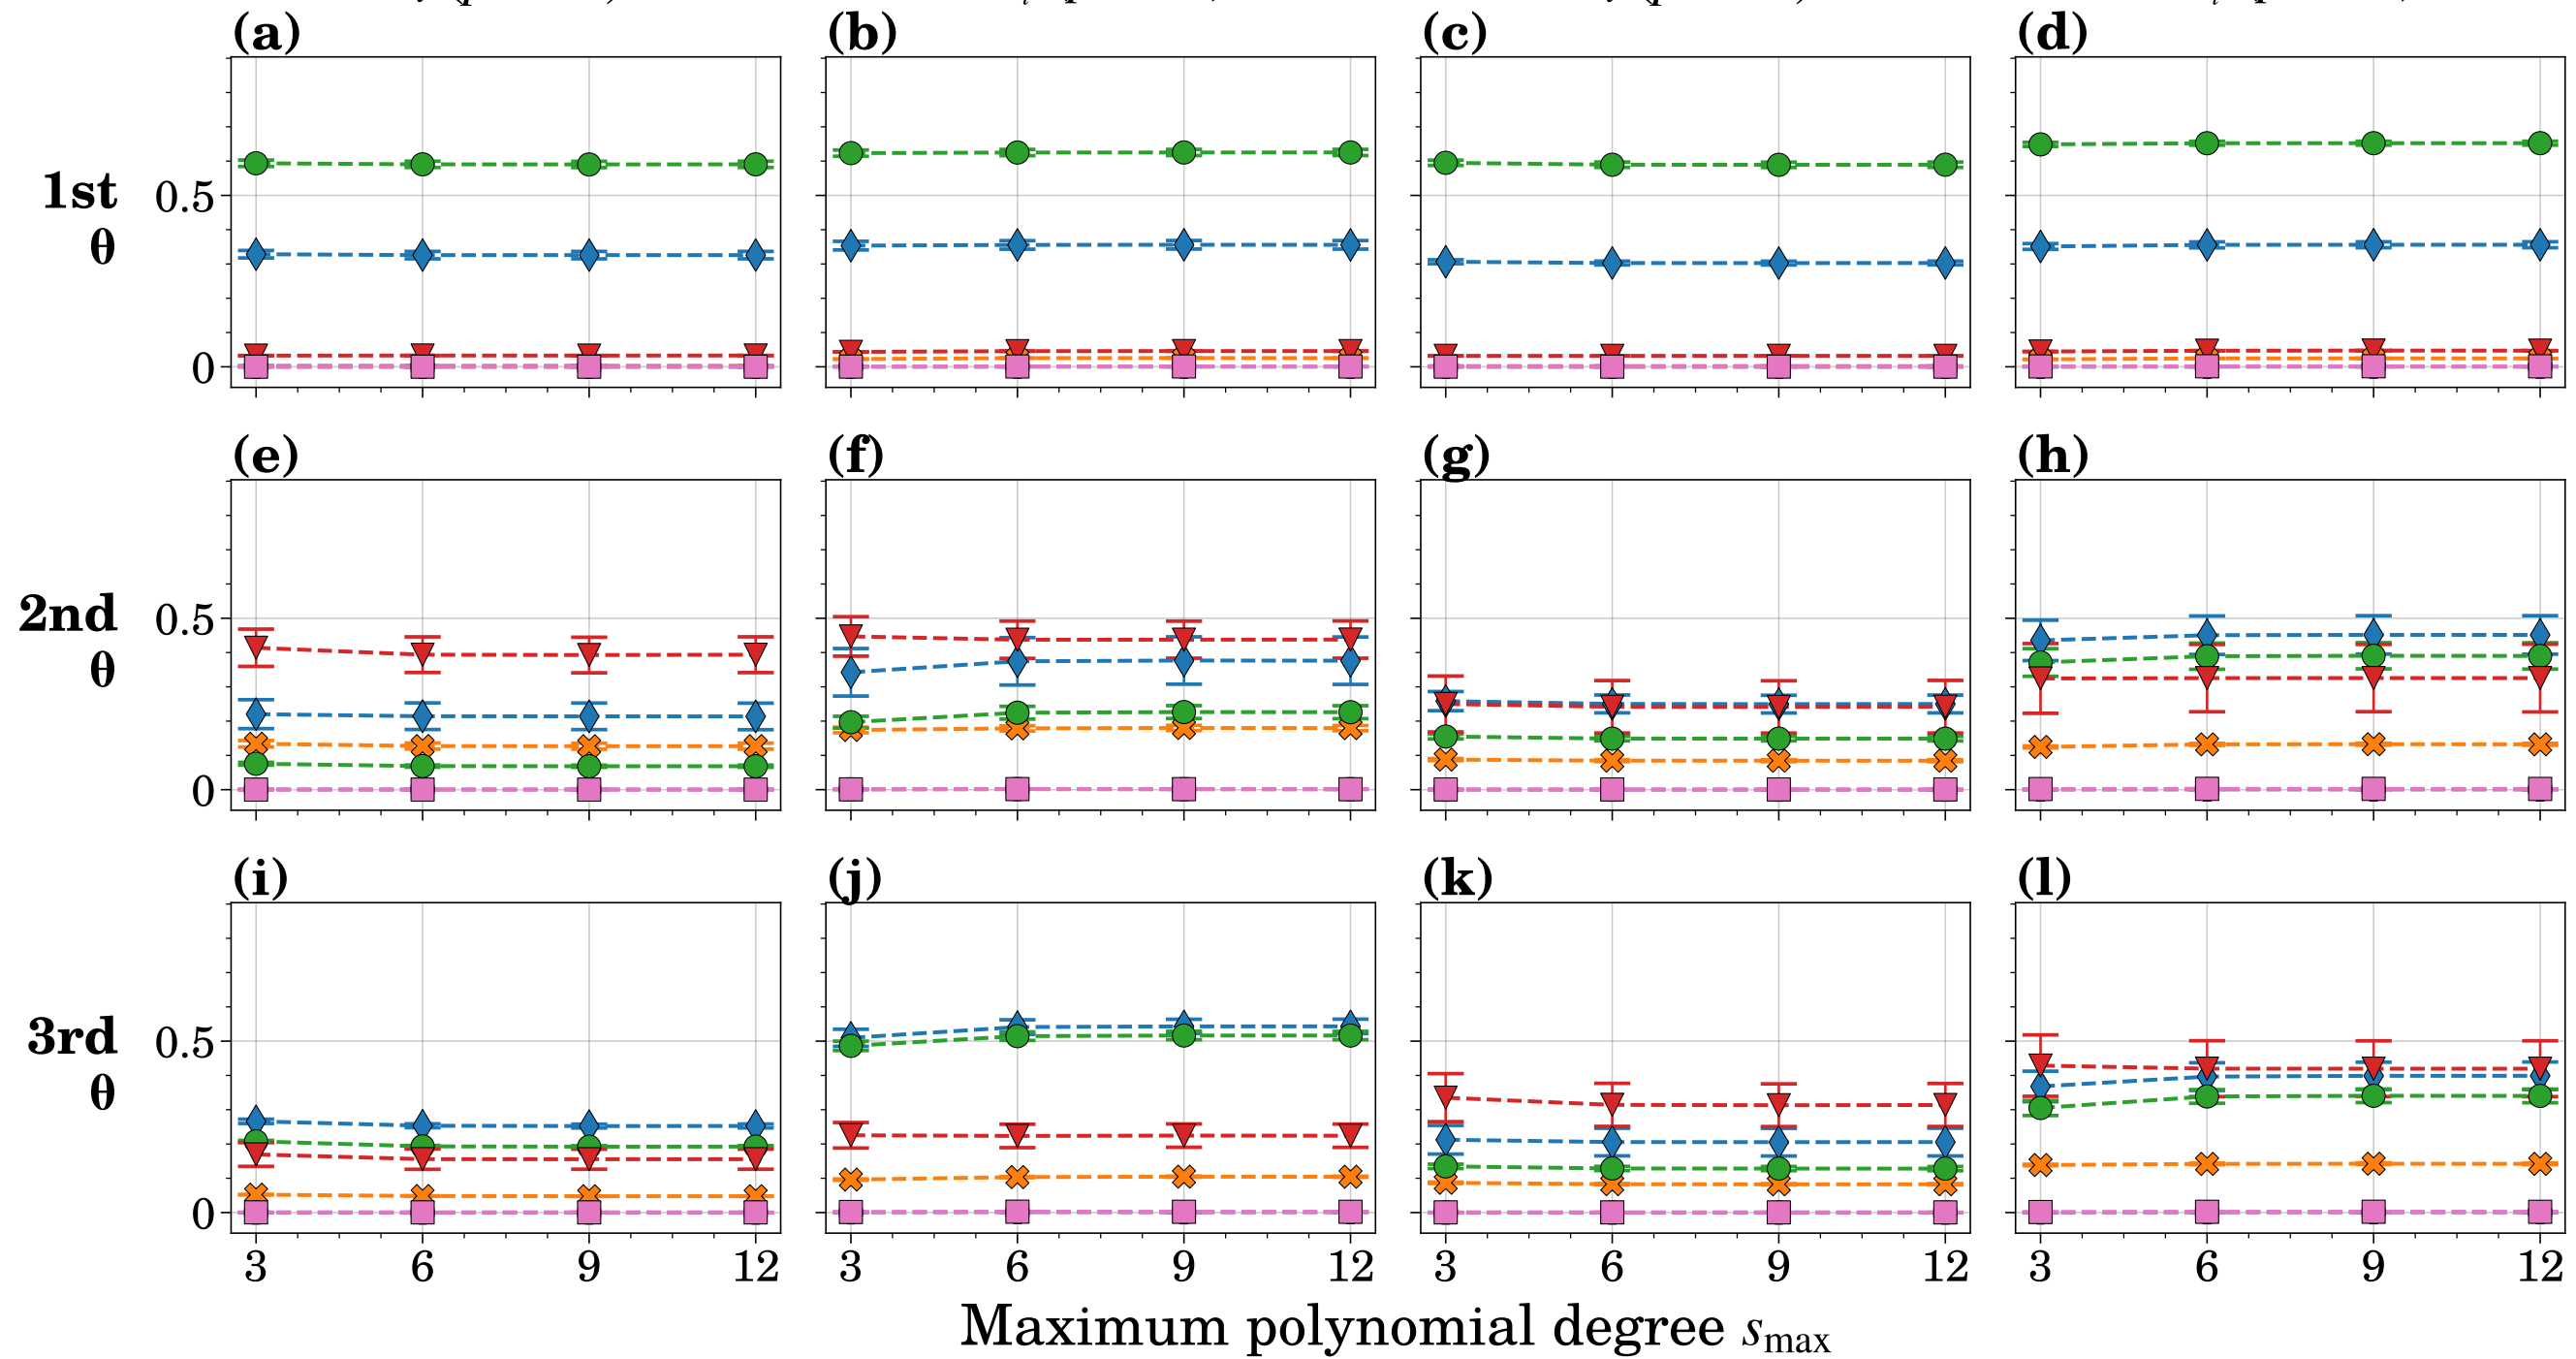 (a) (b) (c) (d)
1st
θ
0.5
0
(e) (f) (g) (h)
2nd
θ
0.5
0
(i) (j) (k) (l)
3rd
θ
0.5
0
3 6 9 12 3 6 9 12 3 6 9 12 3 6 9 12
Maximum polynomial degree s_max